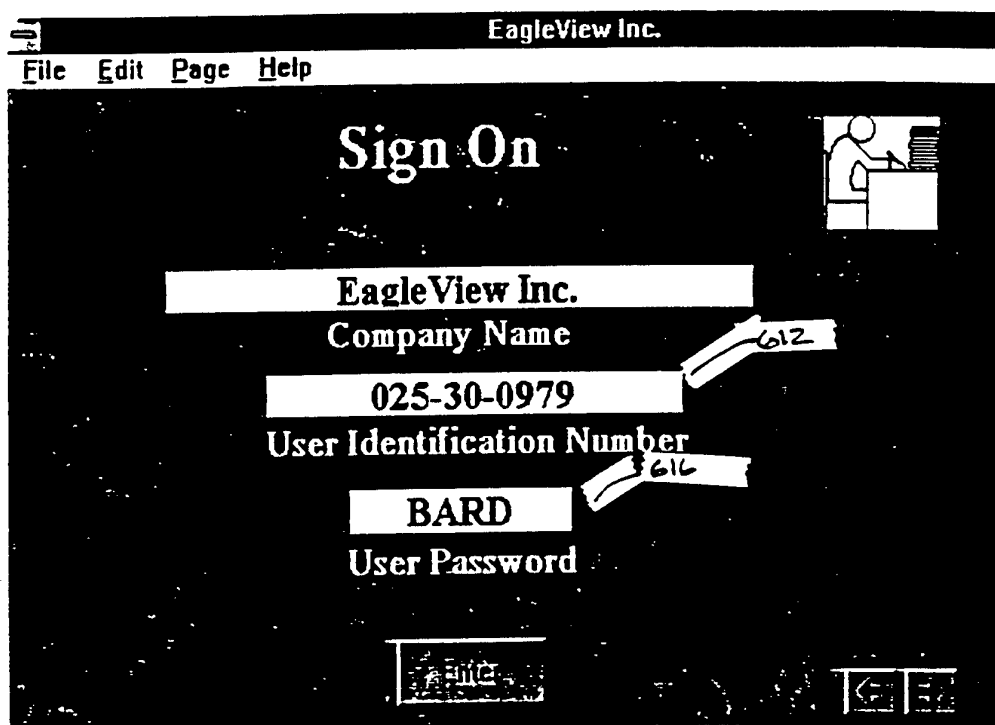 EagleView Inc.
File Edit Page Help
Sign On
EagleView Inc.
Company Name
612
025-30-0979
User Identification Number
616
BARD
User Password
Enter